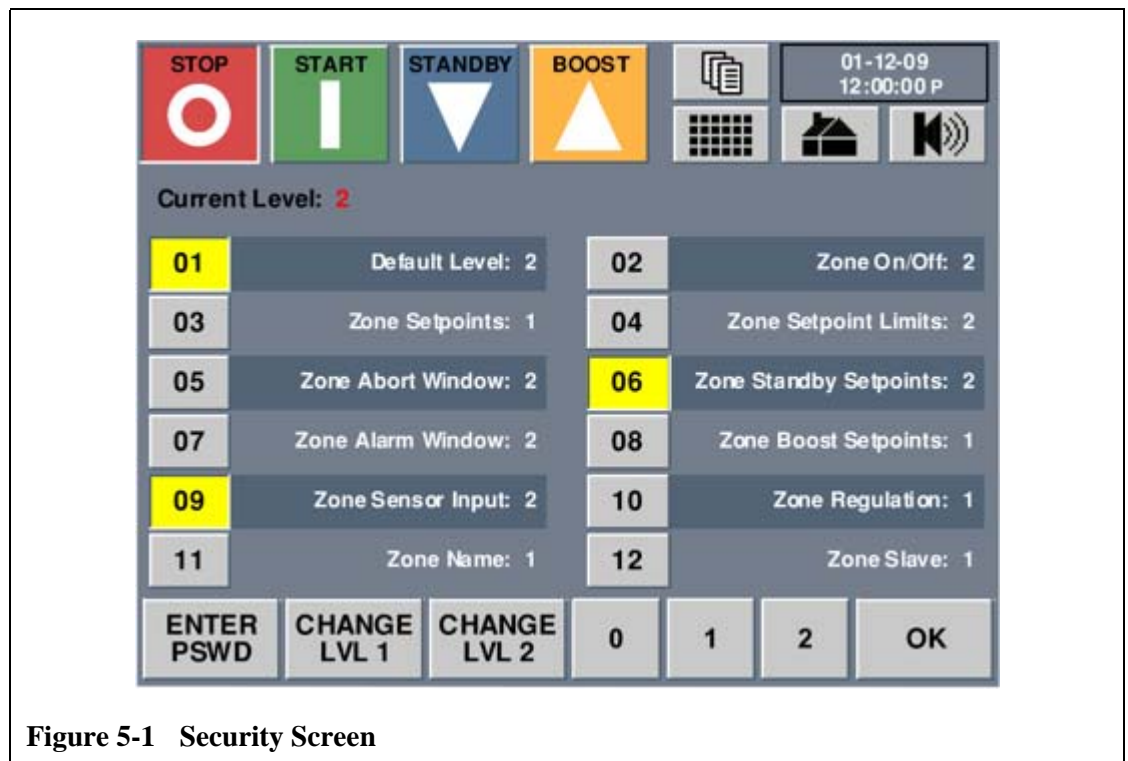 STOP START STANDBY BOOST
01-12-09
12:00:00 P
Current Level: 2
01 Default Level: 2 02 Zone On/Off: 2
03 Zone Setpoints: 1 04 Zone Setpoint Limits: 2
05 Zone Abort Window: 2 06 Zone Standby Setpoints: 2
07 Zone Alarm Window: 2 08 Zone Boost Setpoints: 1
09 Zone Sensor Input: 2 10 Zone Regulation: 1
11 Zone Name: 1 12 Zone Slave: 1
ENTER PSWD CHANGE LVL 1 CHANGE LVL 2 0 1 2 OK
Figure 5-1 Security Screen